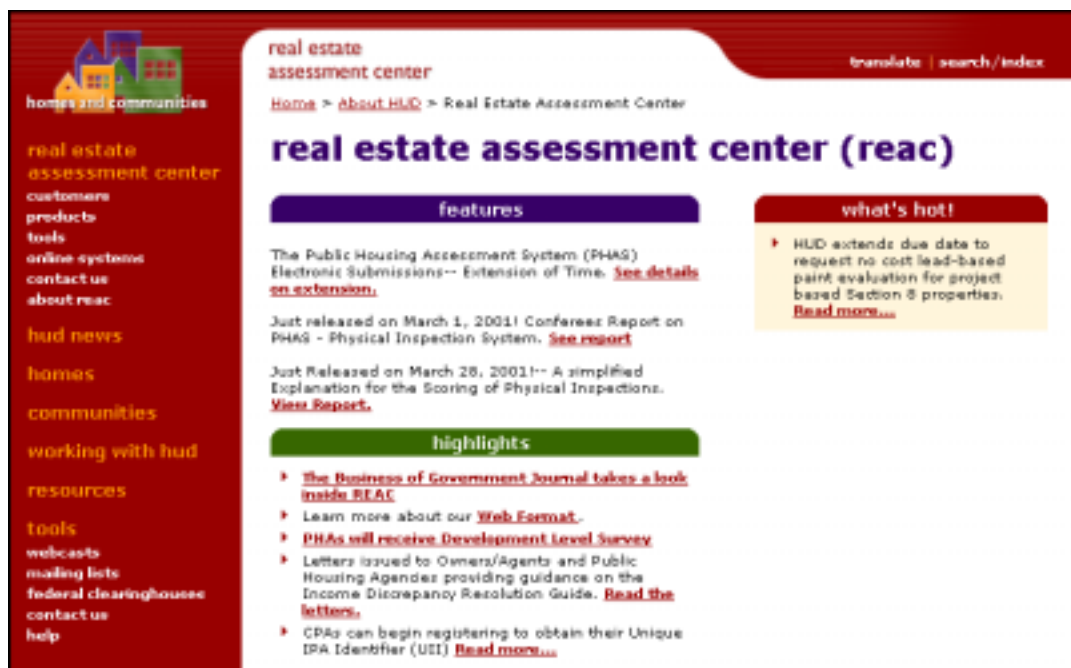 homes and communities
real estate
assessment center
customers
products
tools
online systems
contact us
about reac
hud news
homes
communities
working with hud
resources
tools
webcasts
mailing lists
federal clearinghouses
contact us
help
real estate
assessment center
translate | search/index
Home > About HUD > Real Estate Assessment Center
real estate assessment center (reac)
features
The Public Housing Assessment System (PHAS)
Electronic Submissions-- Extension of Time. See details
on extension.
Just released on March 1, 2001! Conferees Report on
PHAS - Physical Inspection System. See report
Just Released on March 28, 2001!-- A simplified
Explanation for the Scoring of Physical Inspections.
View Report.
highlights
The Business of Government Journal takes a look
inside REAC
Learn more about our Web Format.
PHAs will receive Development Level Survey
Letters issued to Owners/Agents and Public
Housing Agencies providing guidance on the
Income Discrepancy Resolution Guide. Read the
letters.
CPAs can begin registering to obtain their Unique
IPA Identifier (UII) Read more...
what's hot!
HUD extends due date to
request no cost lead-based
paint evaluation for project
based Section 8 properties.
Read more...